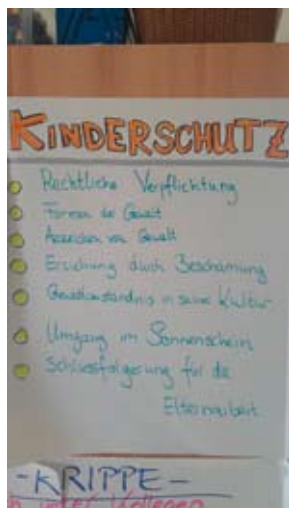 KINDERSCHUTZ
Rechtliche Verpflichtung
Formen der Gewalt
Anzeichen von Gewalt
Erziehung durch Beschämung
Gewaltverständnis in seiner Kultur
Umgang im Sonnenschein
Schlussfolgerung für die
Elternarbeit
-KRIPPE-
Kollegen